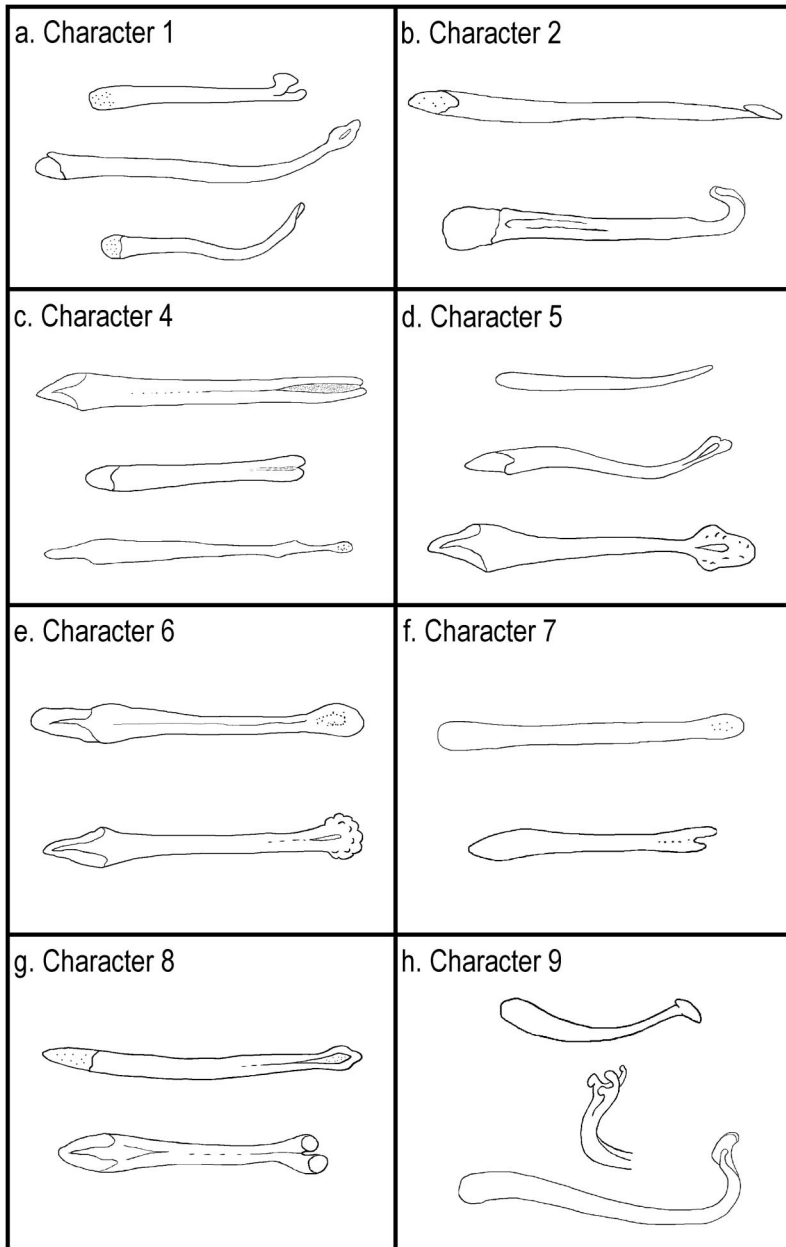 a. Character 1
b. Character 2
c. Character 4
d. Character 5
e. Character 6
f. Character 7
g. Character 8
h. Character 9